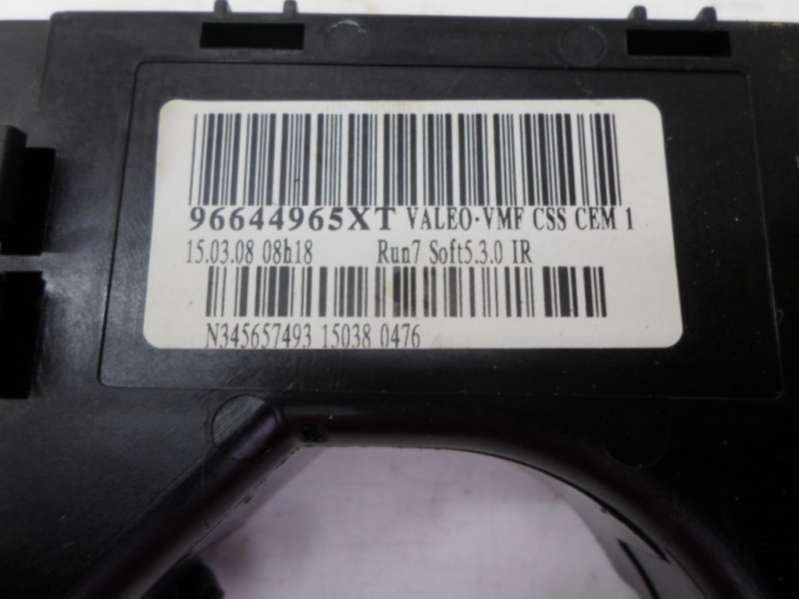 96644965XT VALEO·VMF CSS CEM 1
15.03.08 08h18 Run7 Soft5.3.0 IR
N345657493 15038 0476